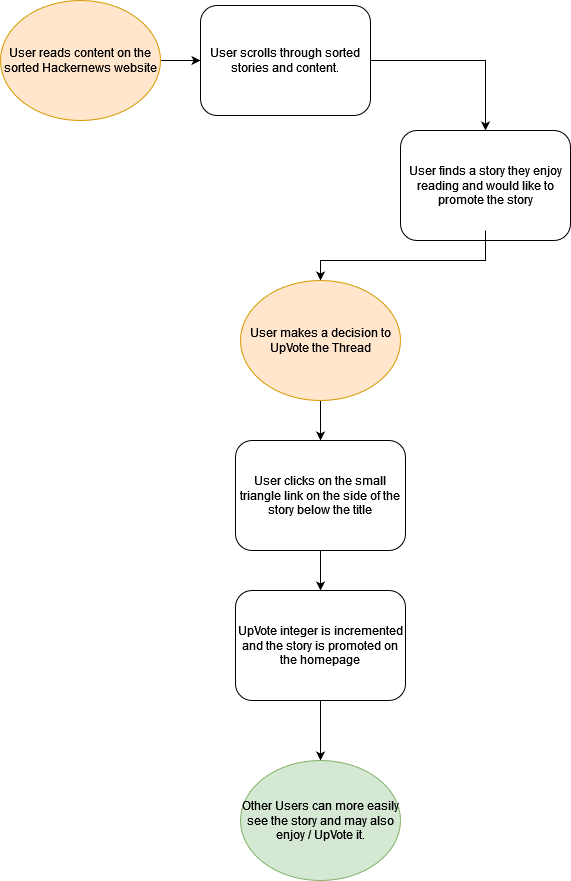 User reads content on the
sorted Hackernews website
User scrolls through sorted
stories and content.
User finds a story they enjoy
reading and would like to
promote the story
User makes a decision to
UpVote the Thread
User clicks on the small
triangle link on the side of the
story below the title
UpVote integer is incremented
and the story is promoted on
the homepage
Other Users can more easily
see the story and may also
enjoy / UpVote it.